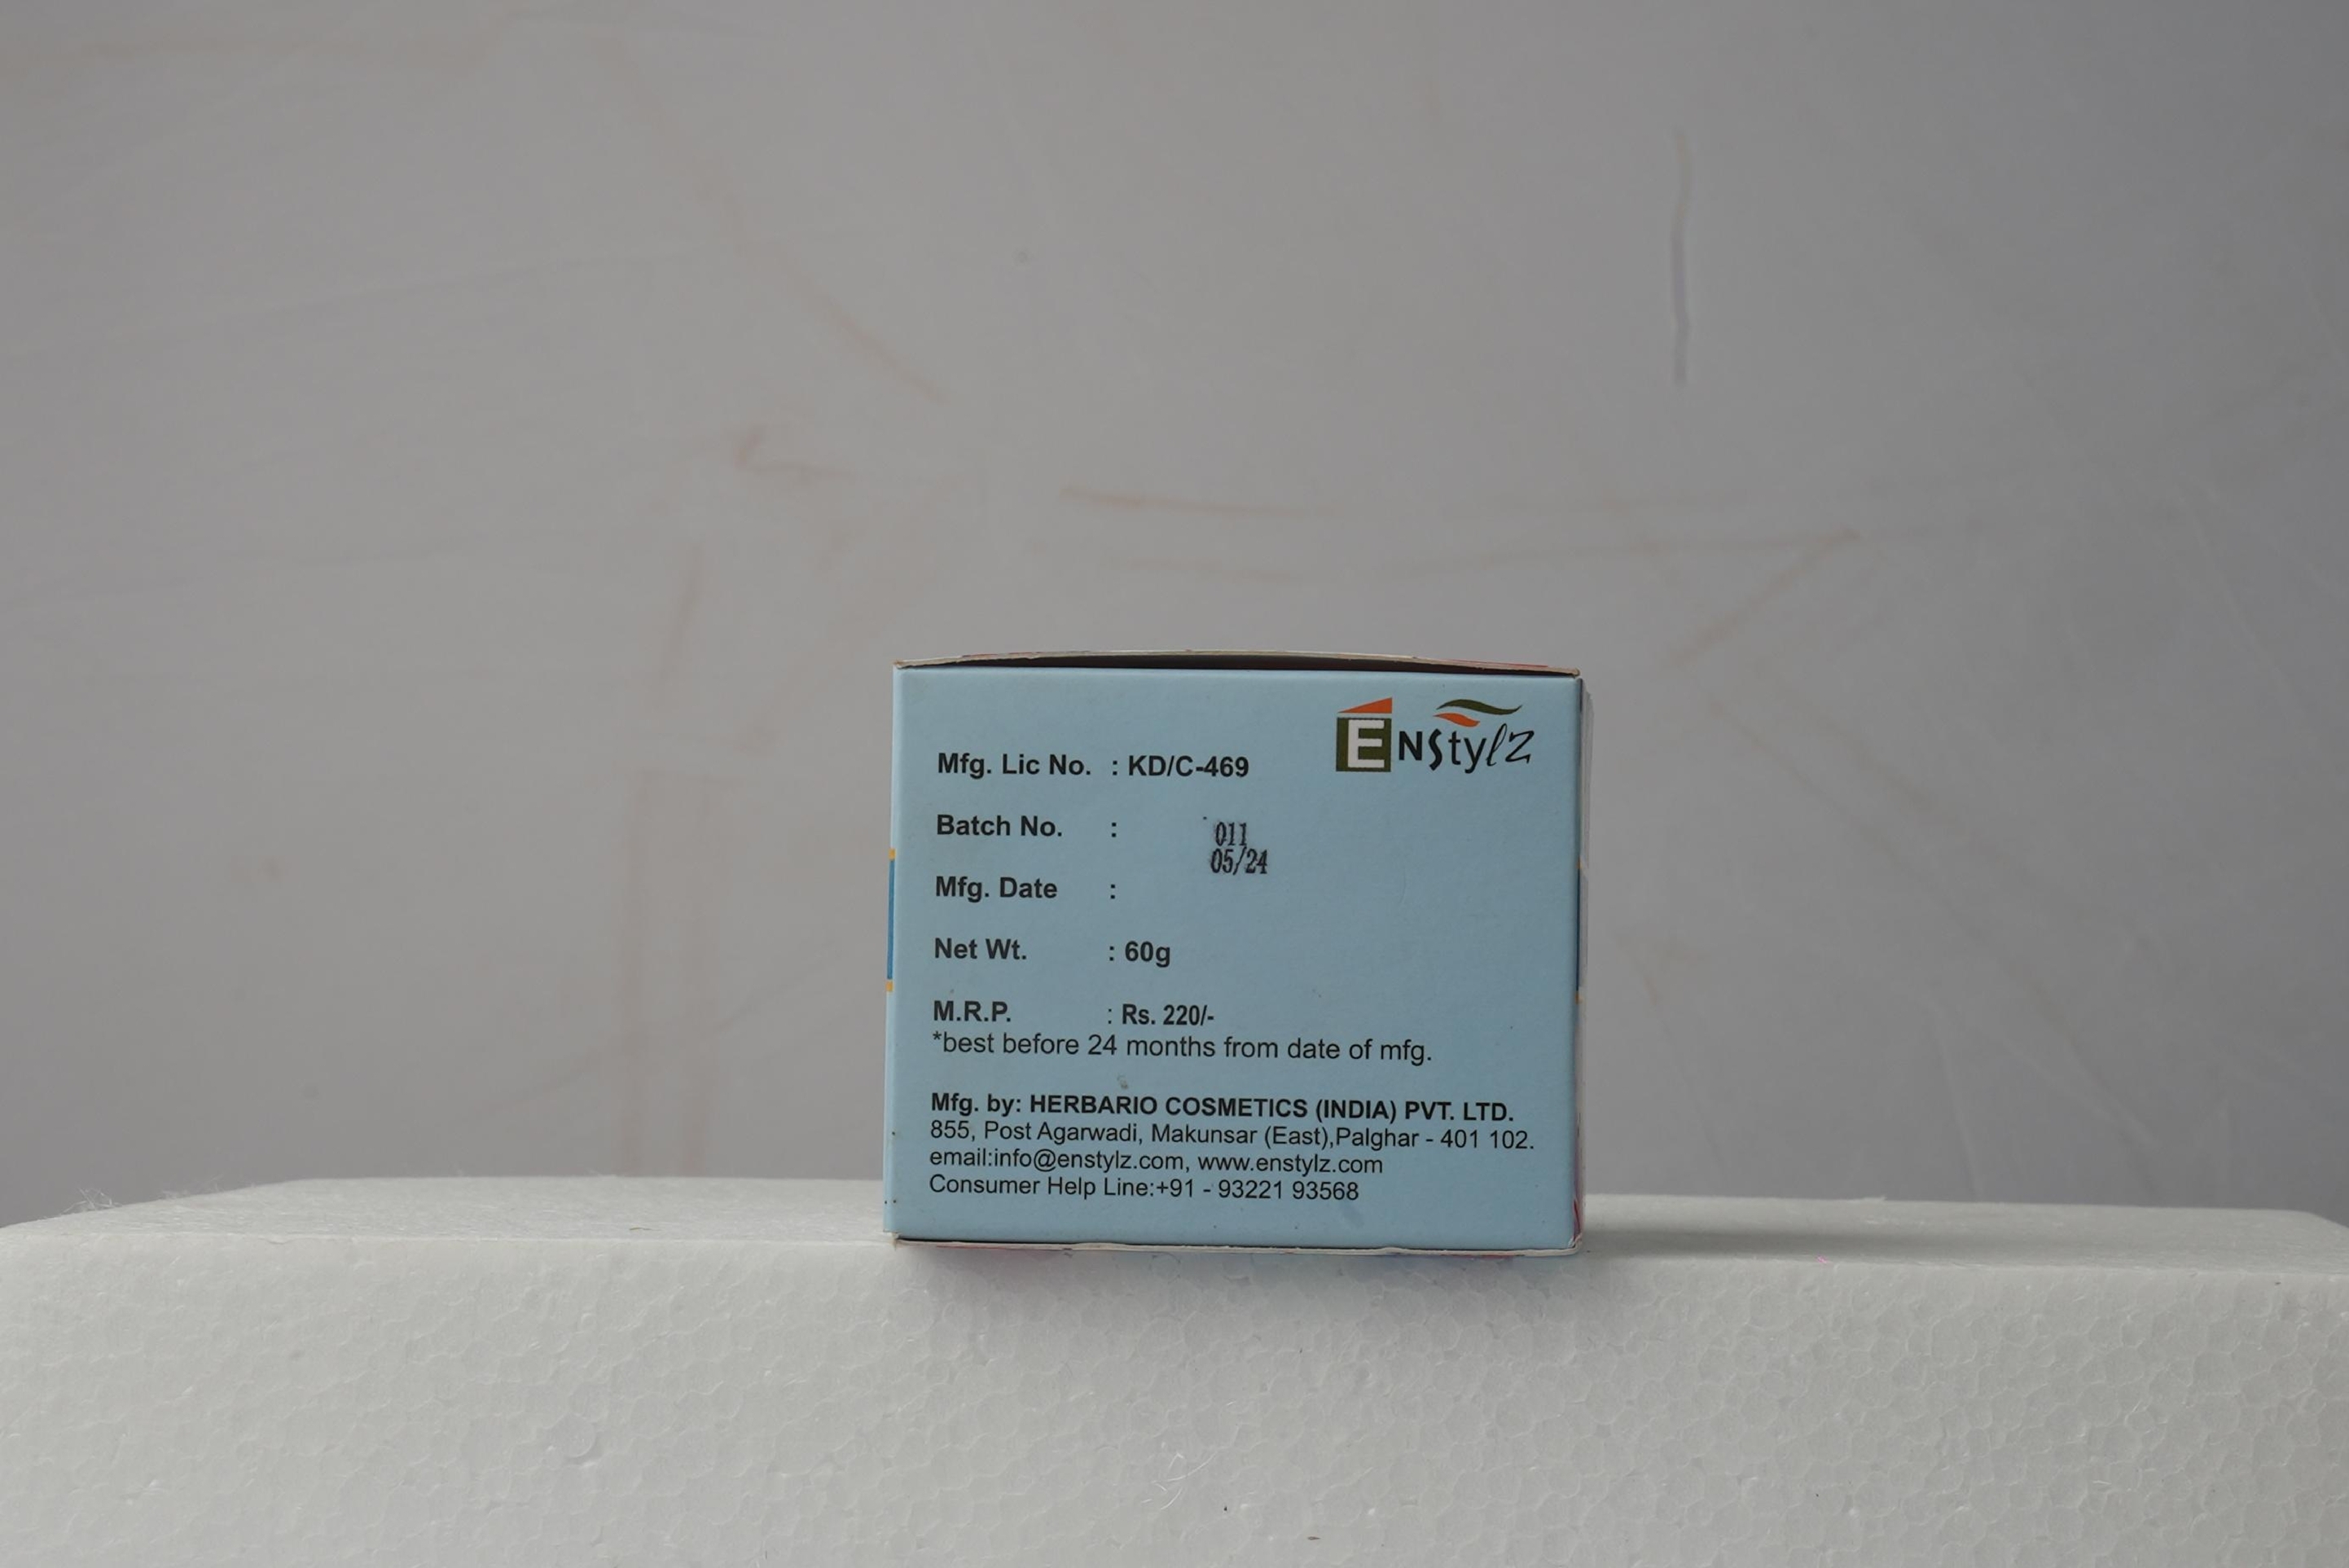 ENStylz
Mfg. Lic No. : KD/C-469
Batch No. : 011
05/24
Mfg. Date :
Net Wt. : 60g
M.R.P. : Rs. 220/-
*best before 24 months from date of mfg.
Mfg. by: HERBARIO COSMETICS (INDIA) PVT. LTD.
855, Post Agarwadi, Makunsar (East),Palghar - 401 102.
email:info@enstylz.com, www.enstylz.com
Consumer Help Line:+91 - 93221 93568